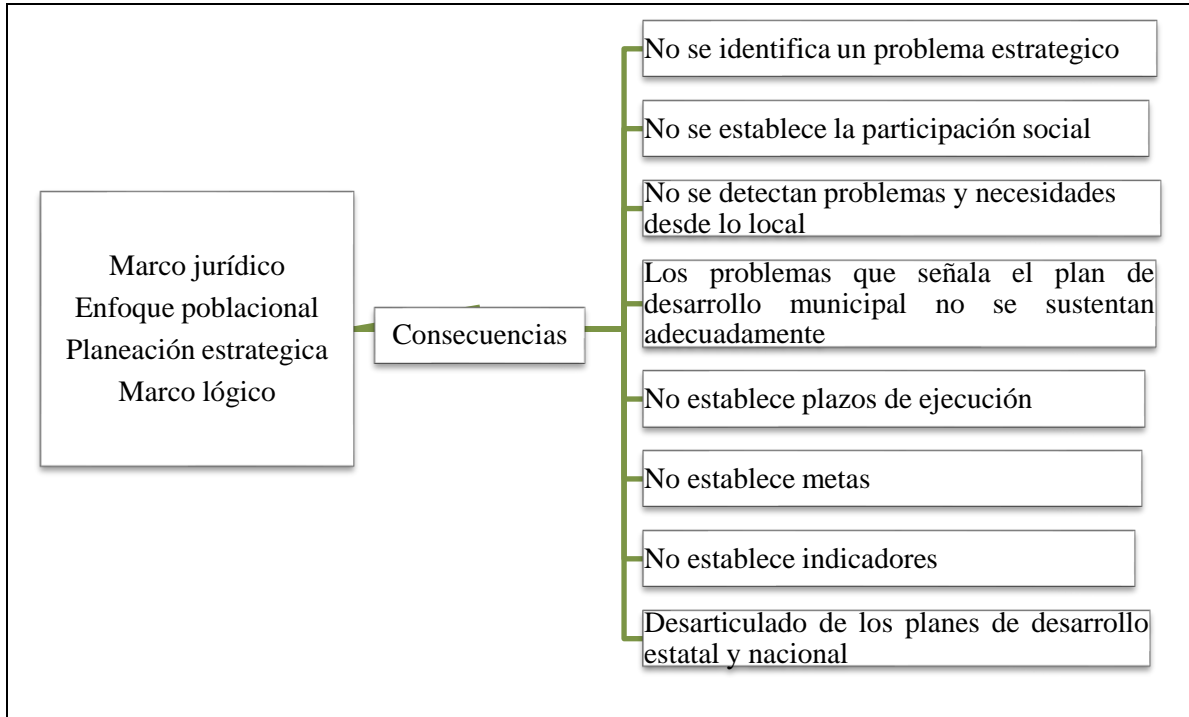 Marco jurídico
Enfoque poblacional
Planeación estrategica
Marco lógico
Consecuencias
No se identifica un problema estrategico
No se establece la participación social
No se detectan problemas y necesidades
desde lo local
Los problemas que señala el plan de
desarrollo municipal no se sustentan
adecuadamente
No establece plazos de ejecución
No establece metas
No establece indicadores
Desarticulado de los planes de desarrollo
estatal y nacional